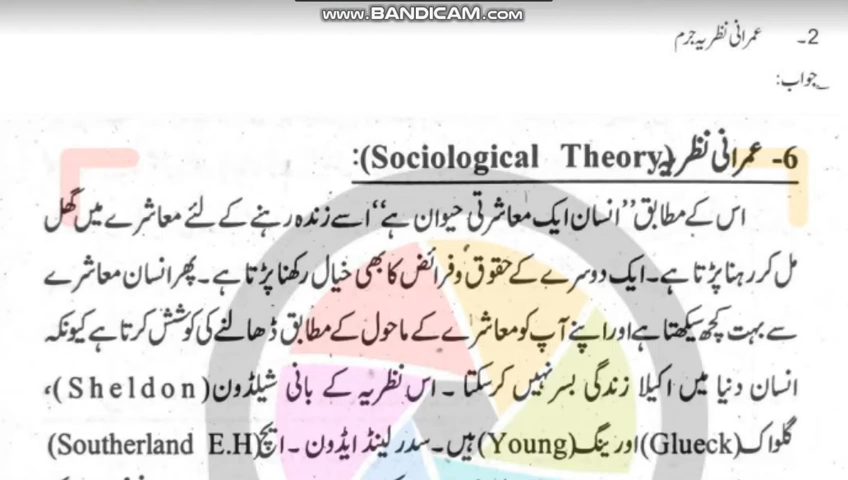 www.BANDICAM.com
2۔ عمرانی نظریہ جرم
جواب:
6- عمرانی نظریہ(Sociological Theory):
اس کے مطابق ’’انسان ایک معاشرتی حیوان ہے‘‘ اسے زندہ رہنے کے لئے معاشرے میں گھل
مل کر رہنا پڑتا ہے۔ ایک دوسرے کے حقوق و فرائض کا بھی خیال رکھنا پڑتا ہے۔ پھر انسان معاشرے
سے بہت کچھ سیکھتا ہے اور اپنے آپ کو معاشرے کے ماحول کے مطابق ڈھالنے کی کوشش کرتا ہے کیونکہ
انسان دنیا میں اکیلا زندگی بسر نہیں کر سکتا ۔ اس نظریہ کے بانی شیلڈون(Sheldon)،
گلواک(Glueck)اور ینگ(Young)ہیں۔ سدر لینڈ ایڈون ۔ ایچ(Southerland E.H)